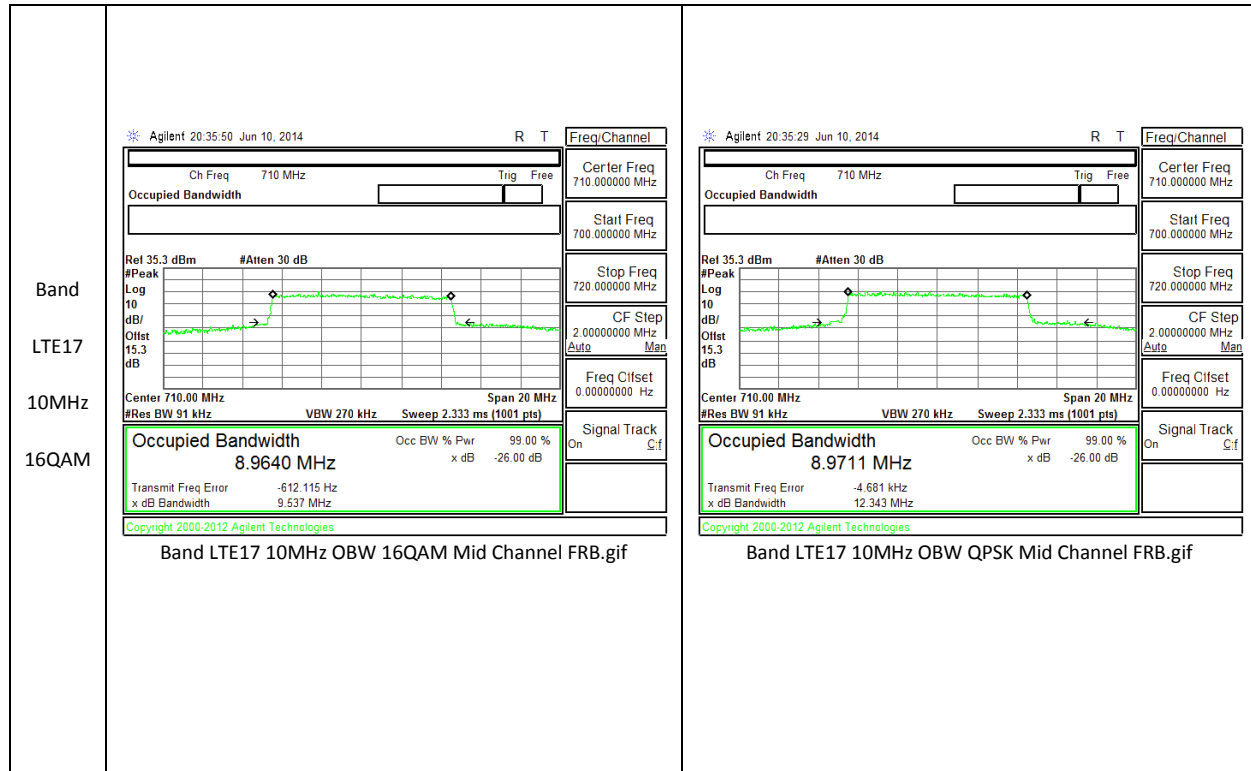 Band
LTE17
10MHz
16QAM
Agilent 20:35:50 Jun 10, 2014 R T
Freq/Channel
Ch Freq 710 MHz Trig Free
Occupied Bandwidth
Center Freq
710.000000 MHz
Start Freq
700.000000 MHz
Stop Freq
720.000000 MHz
CF Step
2.00000000 MHz
Auto Man
Freq Offset
0.00000000 Hz
Signal Track
On Off
Ref 35.3 dBm #Atten 30 dB
#Peak
Log
10
dB/
Offst
15.3
dB
Center 710.00 MHz Span 20 MHz
#Res BW 91 kHz VBW 270 kHz Sweep 2.333 ms (1001 pts)
Occupied Bandwidth Occ BW % Pwr 99.00 %
8.9640 MHz x dB -26.00 dB
Transmit Freq Error -612.115 Hz
x dB Bandwidth 9.537 MHz
Copyright 2000-2012 Agilent Technologies
Band LTE17 10MHz OBW 16QAM Mid Channel FRB.gif
Agilent 20:35:29 Jun 10, 2014 R T
Freq/Channel
Ch Freq 710 MHz Trig Free
Occupied Bandwidth
Center Freq
710.000000 MHz
Start Freq
700.000000 MHz
Stop Freq
720.000000 MHz
CF Step
2.00000000 MHz
Auto Man
Freq Offset
0.00000000 Hz
Signal Track
On Off
Ref 35.3 dBm #Atten 30 dB
#Peak
Log
10
dB/
Offst
15.3
dB
Center 710.00 MHz Span 20 MHz
#Res BW 91 kHz VBW 270 kHz Sweep 2.333 ms (1001 pts)
Occupied Bandwidth Occ BW % Pwr 99.00 %
8.9711 MHz x dB -26.00 dB
Transmit Freq Error -4.681 kHz
x dB Bandwidth 12.343 MHz
Copyright 2000-2012 Agilent Technologies
Band LTE17 10MHz OBW QPSK Mid Channel FRB.gif